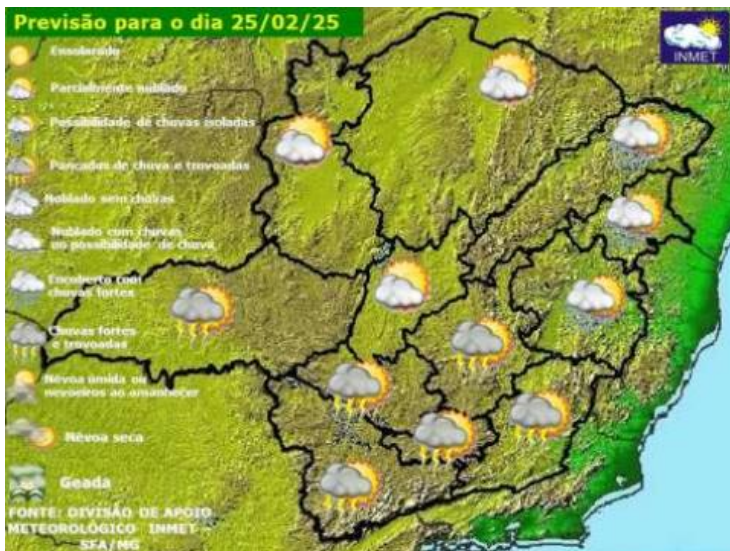 Previsão para o dia 25/02/25
INMET
Ensolarado
Parcialmente nublado
Possibilidade de chuvas isoladas
Pancadas de chuva e trovoadas
Nublado sem chuvas
Nublado com chuvas
ou possibilidade de chuva
Encoberto com
chuvas fortes
Chuvas fortes
e trovoadas
Névoa úmida ou
nevoeiros ao amanhecer
Névoa seca
Geada
FONTE: DIVISÃO DE APOIO
METEOROLÓGICO INMET -
SFA/MG